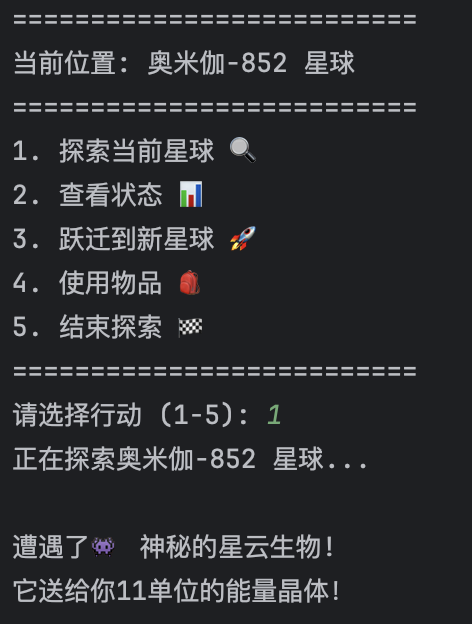 ==========================
当前位置: 奥米伽-852 星球
==========================
1. 探索当前星球 🔍
2. 查看状态 📊
3. 跃迁到新星球 🚀
4. 使用物品 🎒
5. 结束探索 🏁
==========================
请选择行动 (1-5): 1
正在探索奥米伽-852 星球...
遭遇了👾 神秘的星云生物!
它送给你11单位的能量晶体!